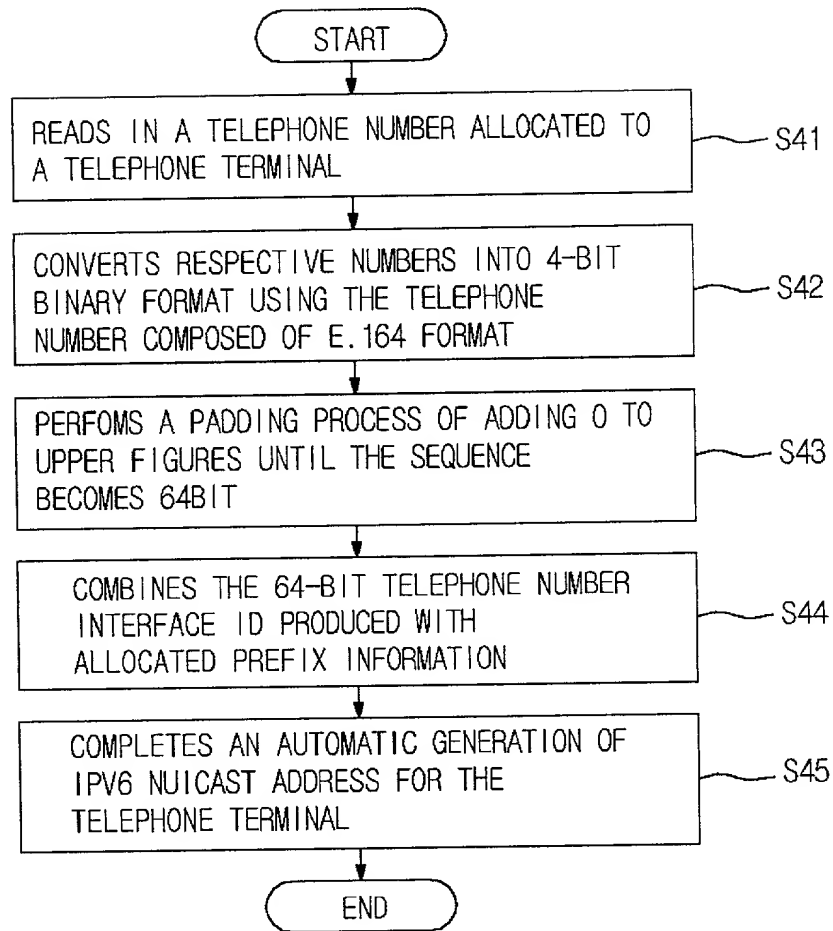 START
READS IN A TELEPHONE NUMBER ALLOCATED TO
A TELEPHONE TERMINAL
S41
CONVERTS RESPECTIVE NUMBERS INTO 4-BIT
BINARY FORMAT USING THE TELEPHONE
NUMBER COMPOSED OF E.164 FORMAT
S42
PERFOMS A PADDING PROCESS OF ADDING 0 TO
UPPER FIGURES UNTIL THE SEQUENCE
BECOMES 64BIT
S43
COMBINES THE 64-BIT TELEPHONE NUMBER
INTERFACE ID PRODUCED WITH
ALLOCATED PREFIX INFORMATION
S44
COMPLETES AN AUTOMATIC GENERATION OF
IPV6 NUICAST ADDRESS FOR THE
TELEPHONE TERMINAL
S45
END